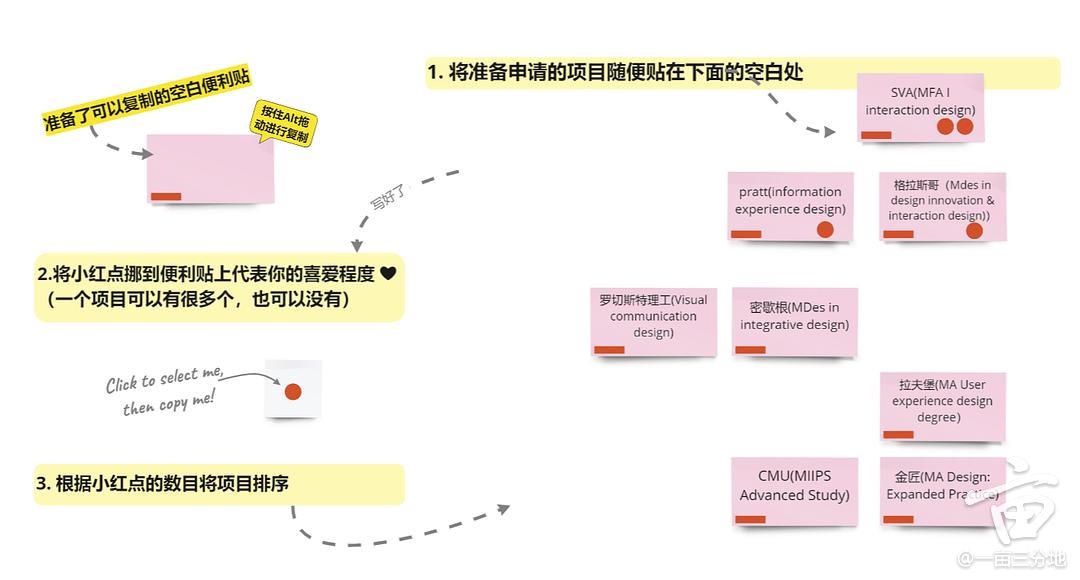 1. 将准备申请的项目随便贴在下面的空白处
准备了可以复制的空白便利贴
按住Alt拖
动进行复制
SVA(MFA I
interaction design)
pratt(information
experience design)
格拉斯哥（Mdes in
design innovation &
interaction design))
写好了
2.将小红点挪到便利贴上代表你的喜爱程度
（一个项目可以有很多个，也可以没有）
罗切斯特理工(Visual
communication
design)
密歇根(MDes in
integrative design)
Click to select me,
then copy me!
拉夫堡(MA User
experience design
degree)
3. 根据小红点的数目将项目排序
CMU(MIIPS
Advanced Study)
金匠(MA Design:
Expanded Practice)
亩
@一亩三分地